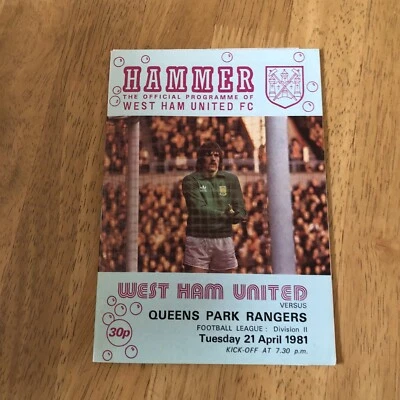 HAMMER
THE OFFICIAL PROGRAMME OF
WEST HAM UNITED FC
WEST HAM UNITED
VERSUS
QUEENS PARK RANGERS
FOOTBALL LEAGUE: Division II
Tuesday 21 April 1981
KICK-OFF AT 7.30 p.m.
30p